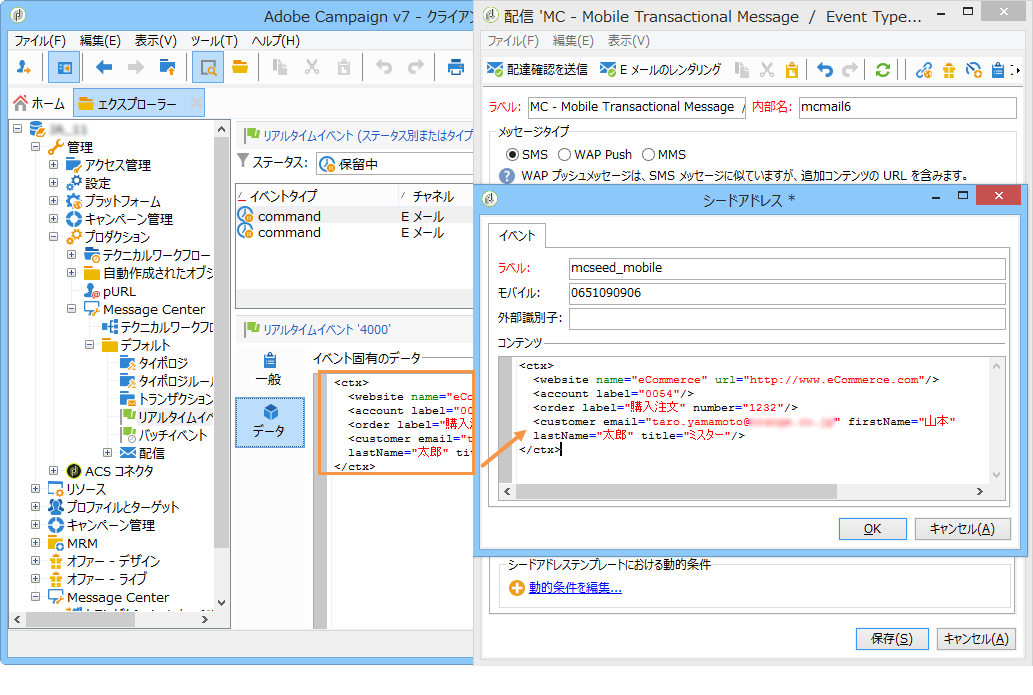 Adobe Campaign v7 - クライアン
ファイル(F) 編集(E) 表示(V) ツール(T) ヘルプ(H)
ホーム エクスプローラー
管理
アクセス管理
設定
プラットフォーム
キャンペーン管理
プロダクション
テクニカルワークフロー
自動作成されたオブシ
pURL
Message Center
テクニカルワークフロ
デフォルト
タイポロジ
タイポロジルール
トランザクション
リアルタイムイベ
バッチイベント
配信
ACS コネクタ
リソース
プロファイルとターゲット
キャンペーン管理
MRM
オファー - デザイン
オファー - ライブ
Message Center
リアルタイムイベント (ステータス別またはタイプ
ステータス: 保留中
イベントタイプ チャネル
command E メール
command E メール
リアルタイムイベント '4000'
一般
データ
イベント固有のデータ
<ctx>
<website name="eCo
<account label="00
<order label="購入
<customer email="t
lastName="太郎" tit
</ctx>
配信 'MC - Mobile Transactional Message / Event Type...
ファイル(F) 編集(E) 表示(V)
配達確認を送信 E メールのレンダリング
ラベル: MC - Mobile Transactional Message / 内部名: mcmail6
メッセージタイプ
SMS WAP Push MMS
WAP プッシュメッセージは、SMS メッセージに似ていますが、追加コンテンツの URL を含みます。
シードアドレス *
イベント
ラベル: mcseed_mobile
モバイル: 0651090906
外部識別子:
コンテンツ
<ctx>
<website name="eCommerce" url="http://www.eCommerce.com"/>
<account label="0054"/>
<order label="購入注文" number="1232"/>
<customer email="taro.yamamoto@ " firstName="山本"
lastName="太郎" title="ミスター"/>
</ctx>
OK キャンセル(A)
シードアドレステンプレートにおける動的条件
動的条件を編集...
保存(S) キャンセル(A)